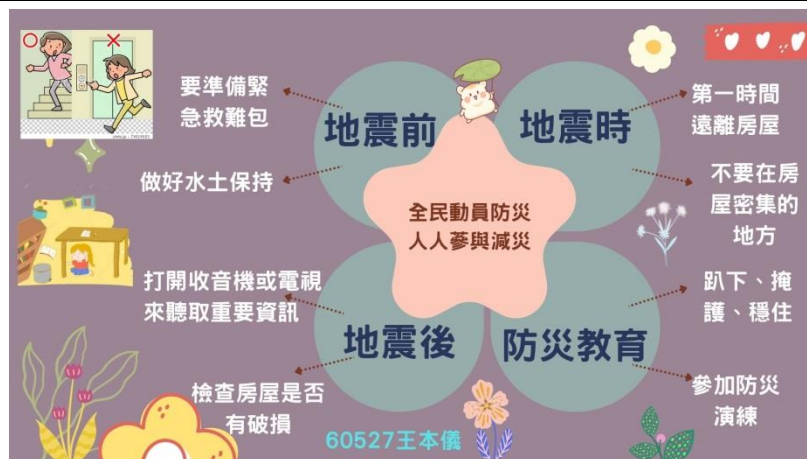 要準備緊
急救難包
做好水土保持
地震前
地震時
第一時間
遠離房屋
不要在房
屋密集的
地方
全民動員防災
人人蔘與減災
打開收音機或電視
來聽取重要資訊
檢查房屋是否
有破損
地震後
防災教育
趴下、掩
護、穩住
參加防災
演練
60527王本儀